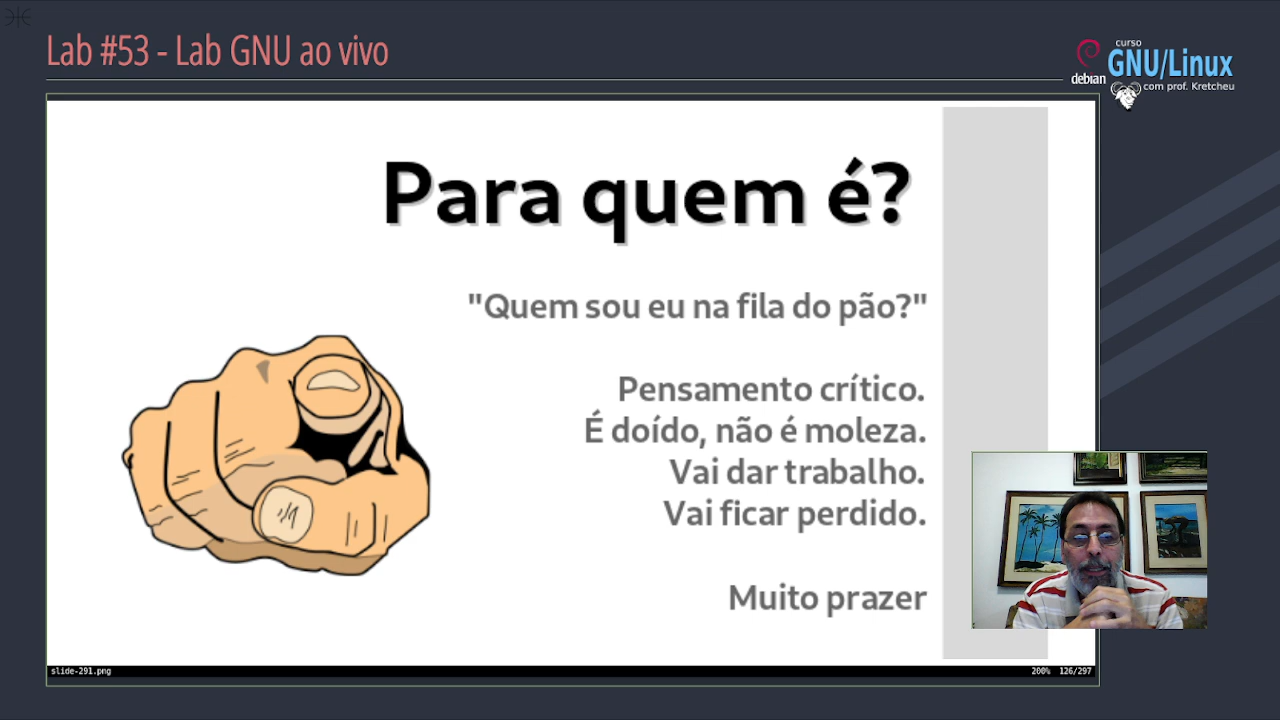 Lab #53 - Lab GNU ao vivo
curso
GNU/Linux
debian
com prof. Kretcheu
Para quem é?
"Quem sou eu na fila do pão?"
Pensamento crítico.
É doído, não é moleza.
Vai dar trabalho.
Vai ficar perdido.
Muito prazer
slide-291.png
200% 126/297